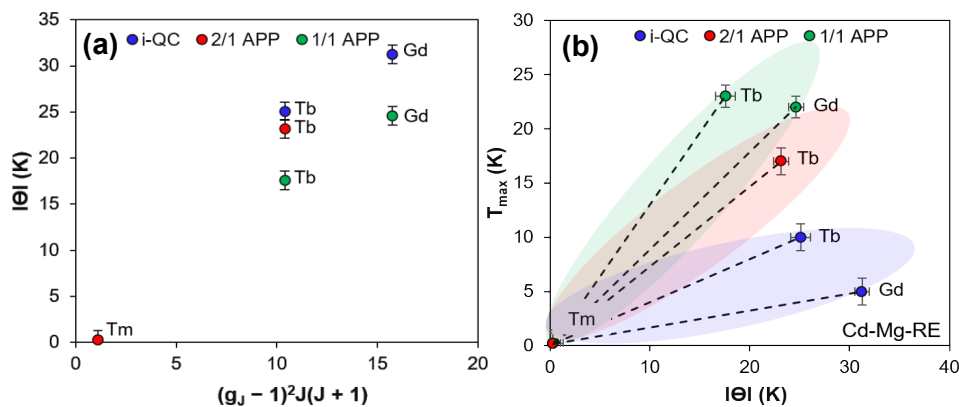 (a)
i-QC 2/1 APP 1/1 APP
35
30
25
20
15
10
5
0
IΘI (K)
Gd
Tb
Tb
Gd
Tb
Tm
0 5 10 15 20
(gJ − 1)²J(J + 1)
(b)
i-QC 2/1 APP 1/1 APP
30
25
20
15
10
5
0
Tmax (K)
Tb
Gd
Tb
Tb
Gd
Tm
Cd-Mg-RE
0 10 20 30 40
IΘI (K)